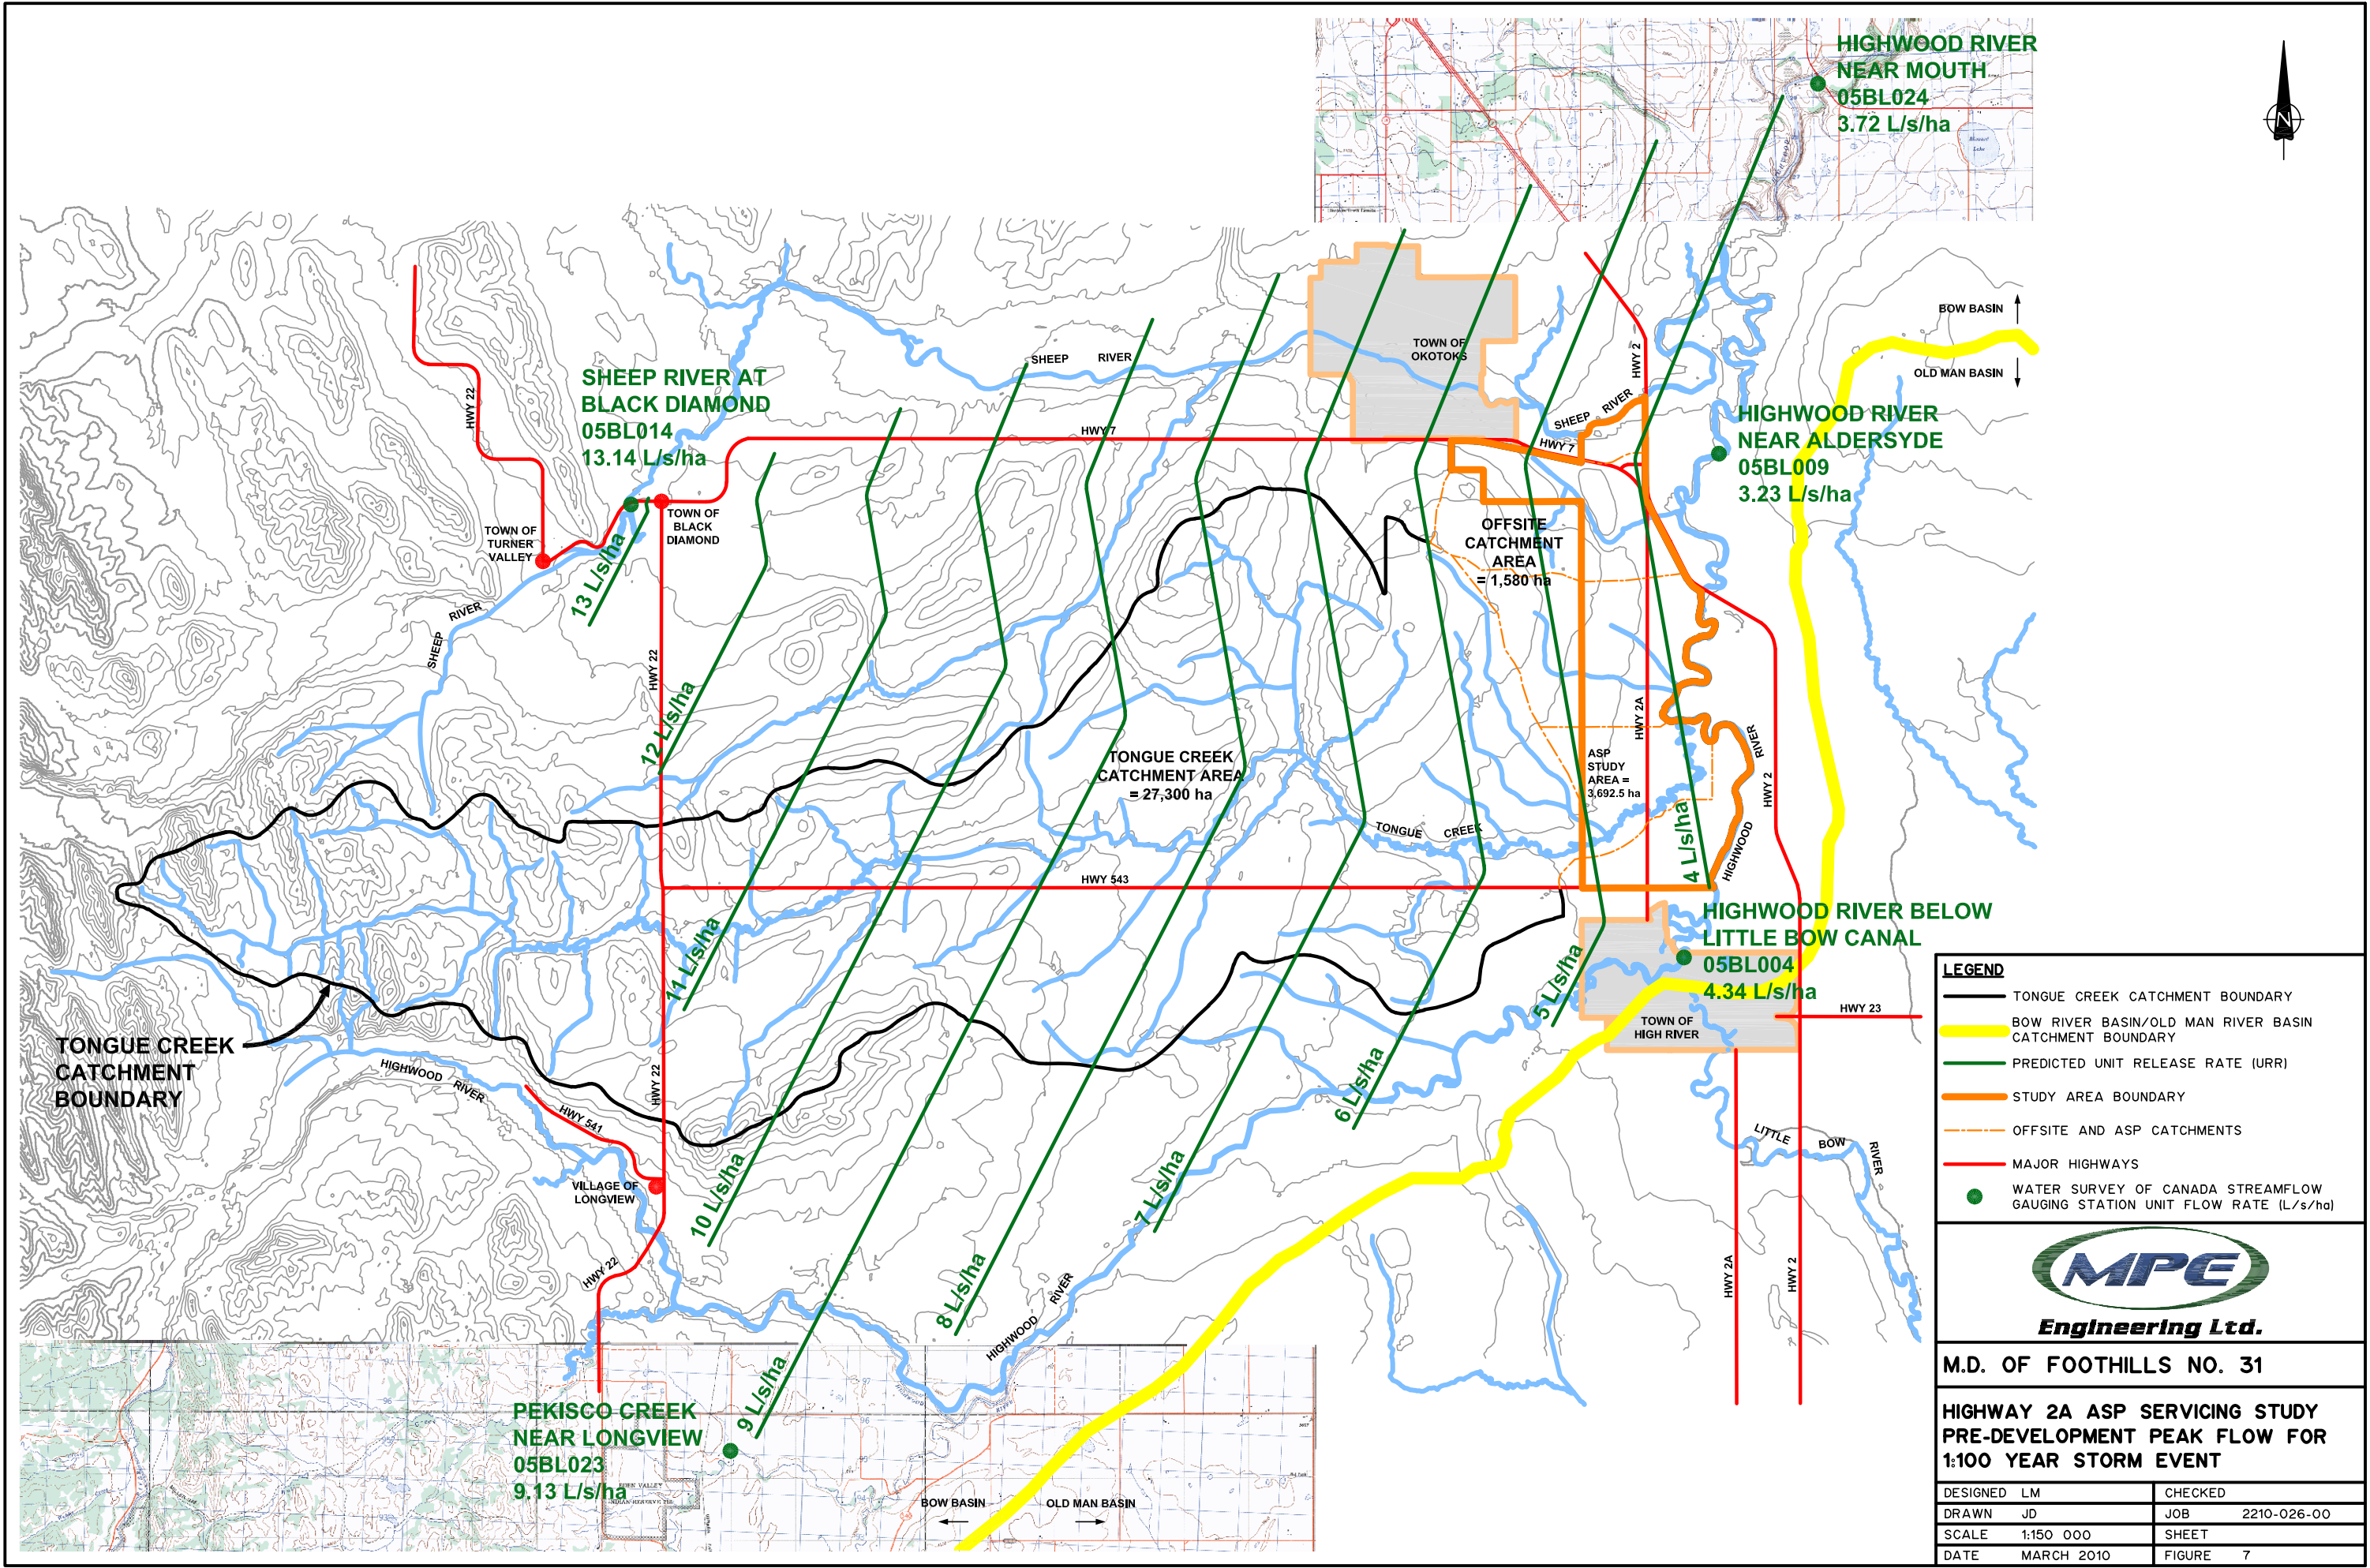 HIGHWOOD RIVER
NEAR MOUTH
05BL024
3.72 L/s/ha
N
BOW BASIN
OLD MAN BASIN
SHEEP RIVER
TOWN OF
OKOTOKS
HWY 2
HWY 22
SHEEP RIVER AT
BLACK DIAMOND
05BL014
13.14 L/s/ha
HWY 7
SHEEP RIVER
HWY 7
HIGHWOOD RIVER
NEAR ALDERSYDE
05BL009
3.23 L/s/ha
TOWN OF
TURNER
VALLEY
TOWN OF
BLACK
DIAMOND
13 L/s/ha
OFFSITE
CATCHMENT
AREA
= 1,580 ha
SHEEP RIVER
HWY 22
12 L/s/ha
HWY 2A
TONGUE CREEK
CATCHMENT AREA
= 27,300 ha
ASP
STUDY
AREA =
3,692.5 ha
RIVER
HWY 2
TONGUE CREEK
4 L/s/ha
HIGHWOOD
HWY 543
11 L/s/ha
HIGHWOOD RIVER BELOW
LITTLE BOW CANAL
05BL004
4.34 L/s/ha
5 L/s/ha
TOWN OF
HIGH RIVER
HWY 23
TONGUE CREEK
CATCHMENT
BOUNDARY
HIGHWOOD RIVER
HWY 541
HWY 22
6 L/s/ha
LITTLE BOW RIVER
VILLAGE OF
LONGVIEW
10 L/s/ha
7 L/s/ha
HWY 22
8 L/s/ha
HIGHWOOD RIVER
HWY 2A
HWY 2
9 L/s/ha
PEKISCO CREEK
NEAR LONGVIEW
05BL023
9.13 L/s/ha
BOW BASIN
OLD MAN BASIN
LEGEND
TONGUE CREEK CATCHMENT BOUNDARY
BOW RIVER BASIN/OLD MAN RIVER BASIN
CATCHMENT BOUNDARY
PREDICTED UNIT RELEASE RATE (URR)
STUDY AREA BOUNDARY
OFFSITE AND ASP CATCHMENTS
MAJOR HIGHWAYS
WATER SURVEY OF CANADA STREAMFLOW
GAUGING STATION UNIT FLOW RATE (L/s/ha)
MPE
Engineering Ltd.
M.D. OF FOOTHILLS NO. 31
HIGHWAY 2A ASP SERVICING STUDY
PRE-DEVELOPMENT PEAK FLOW FOR
1:100 YEAR STORM EVENT
DESIGNED LM CHECKED
DRAWN JD JOB 2210-026-00
SCALE 1:150 000 SHEET
DATE MARCH 2010 FIGURE 7